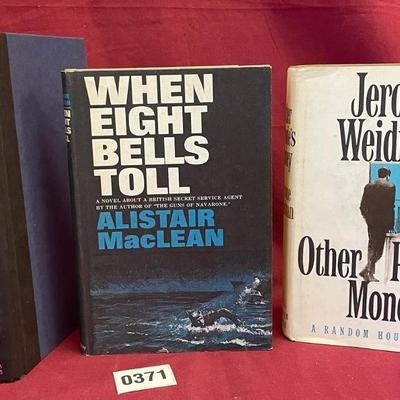 WHEN
EIGHT
BELLS
TOLL
A NOVEL ABOUT A BRITISH SECRET SERVICE AGENT
BY THE AUTHOR OF "THE GUNS OF NAVARONE."
ALISTAIR
MacLEAN
0371
Jero
Weid
Other P
Mone
A RANDOM HOU